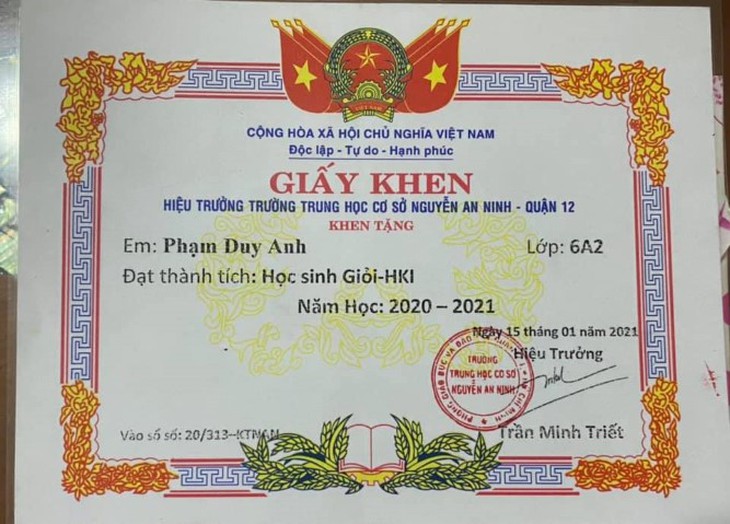 VIỆT NAM
CỘNG HÒA XÃ HỘI CHỦ NGHĨA VIỆT NAM
Độc lập - Tự do - Hạnh phúc
GIẤY KHEN
HIỆU TRƯỞNG TRƯỜNG TRUNG HỌC CƠ SỞ NGUYỄN AN NINH - QUẬN 12
KHEN TẶNG
Em: Phạm Duy Anh Lớp: 6A2
Đạt thành tích: Học sinh Giỏi-HKI
Năm Học: 2020 – 2021
Ngày 15 tháng 01 năm 2021
Hiệu Trưởng
TRƯỜNG
TRUNG HỌC CƠ SỞ
NGUYỄN AN NINH
Vào sổ số: 20/313--KTNAN Trần Minh Triết